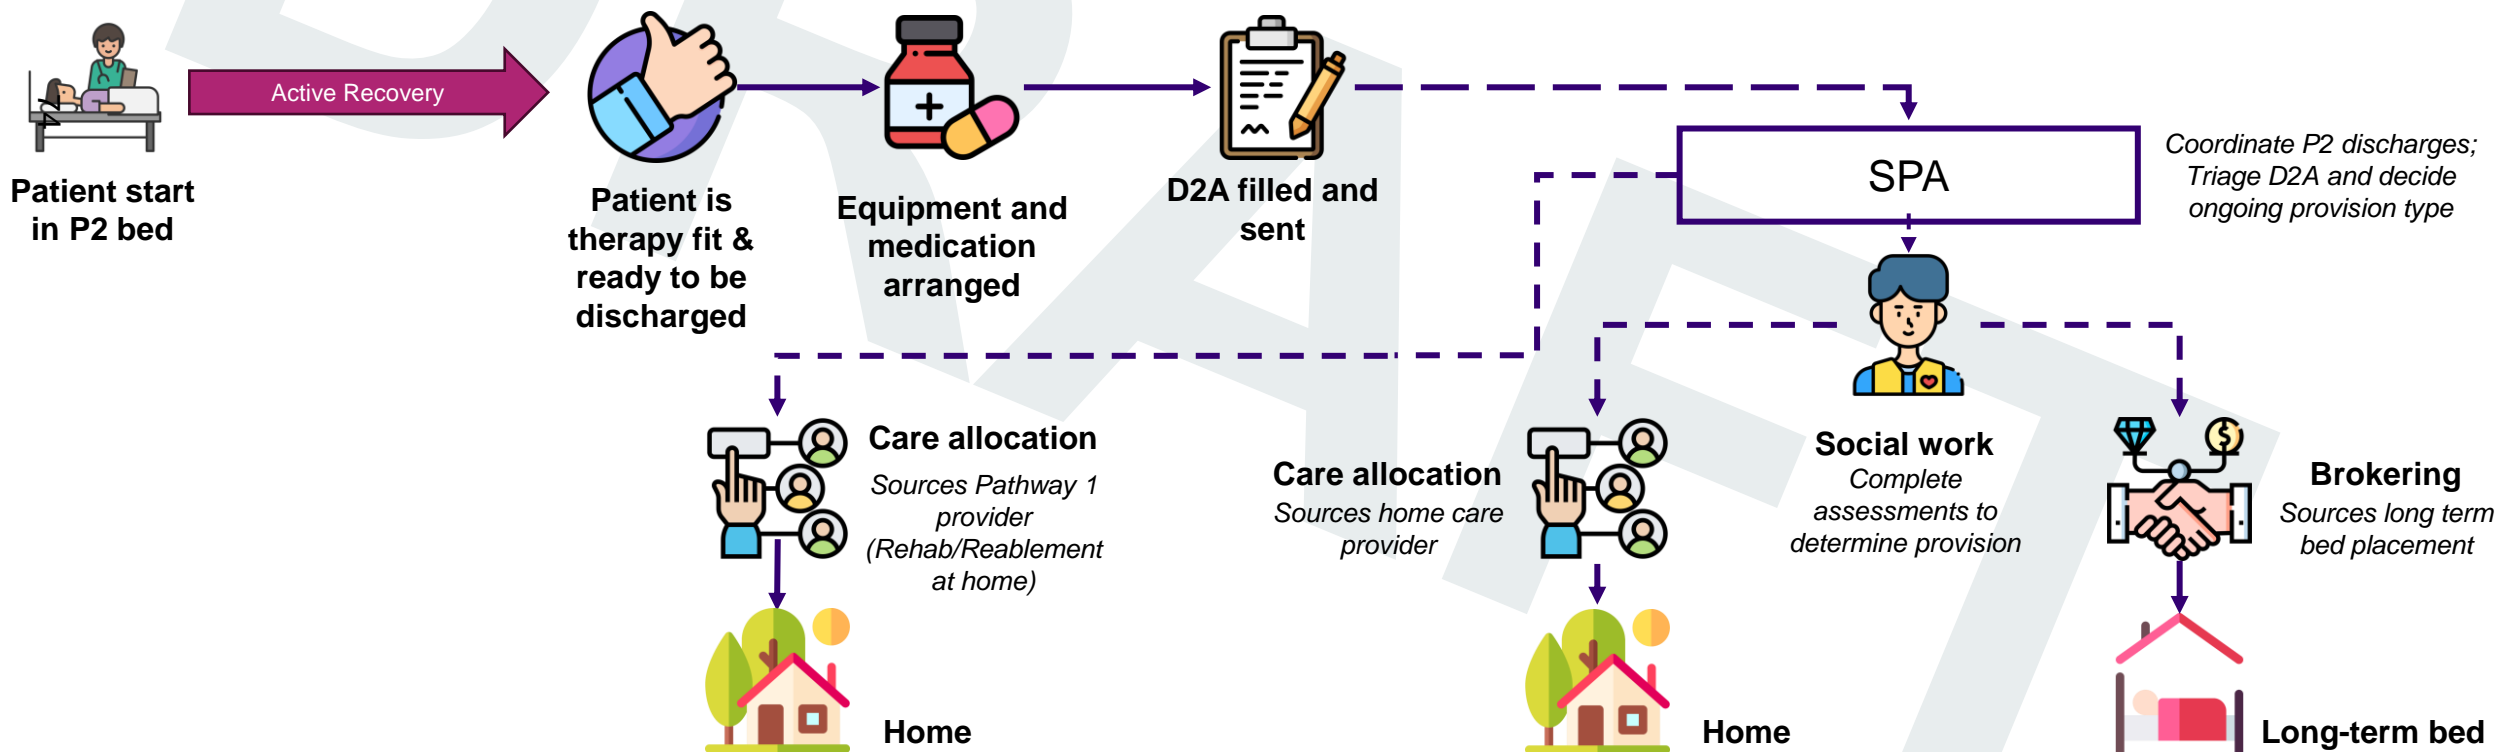 Active Recovery
Patient start
in P2 bed
Patient is
therapy fit &
ready to be
discharged
Equipment and
medication
arranged
D2A filled and
sent
SPA
Coordinate P2 discharges;
Triage D2A and decide
ongoing provision type
Care allocation
Sources Pathway 1
provider
(Rehab/Reablement
at home)
Care allocation
Sources home care
provider
Social work
Complete
assessments to
determine provision
Brokering
Sources long term
bed placement
Home
Home
Long-term bed
DRAFT
4